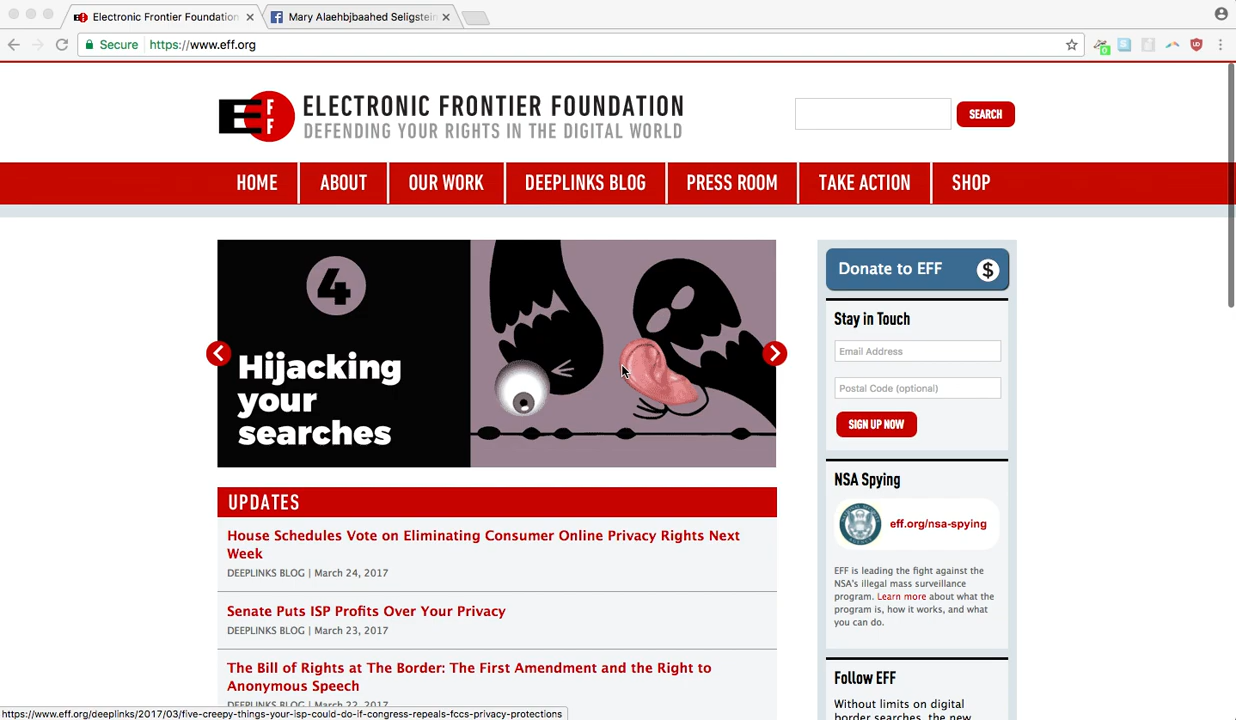 Electronic Frontier Foundation
Mary Alaehbjbaahed Seligstein
Secure https://www.eff.org
EFF
ELECTRONIC FRONTIER FOUNDATION
DEFENDING YOUR RIGHTS IN THE DIGITAL WORLD
SEARCH
HOME ABOUT OUR WORK DEEPLINKS BLOG PRESS ROOM TAKE ACTION SHOP
4
Hijacking
your
searches
Donate to EFF $
Stay in Touch
Email Address
Postal Code (optional)
SIGN UP NOW
NSA Spying
eff.org/nsa-spying
EFF is leading the fight against the
NSA's illegal mass surveillance
program. Learn more about what the
program is, how it works, and what
you can do.
Follow EFF
Without limits on digital
border searches, the new
UPDATES
House Schedules Vote on Eliminating Consumer Online Privacy Rights Next
Week
DEEPLINKS BLOG | March 24, 2017
Senate Puts ISP Profits Over Your Privacy
DEEPLINKS BLOG | March 23, 2017
The Bill of Rights at The Border: The First Amendment and the Right to
Anonymous Speech
DEEPLINKS BLOG | March 22, 2017
https://www.eff.org/deeplinks/2017/03/five-creepy-things-your-isp-could-do-if-congress-repeals-fccs-privacy-protections